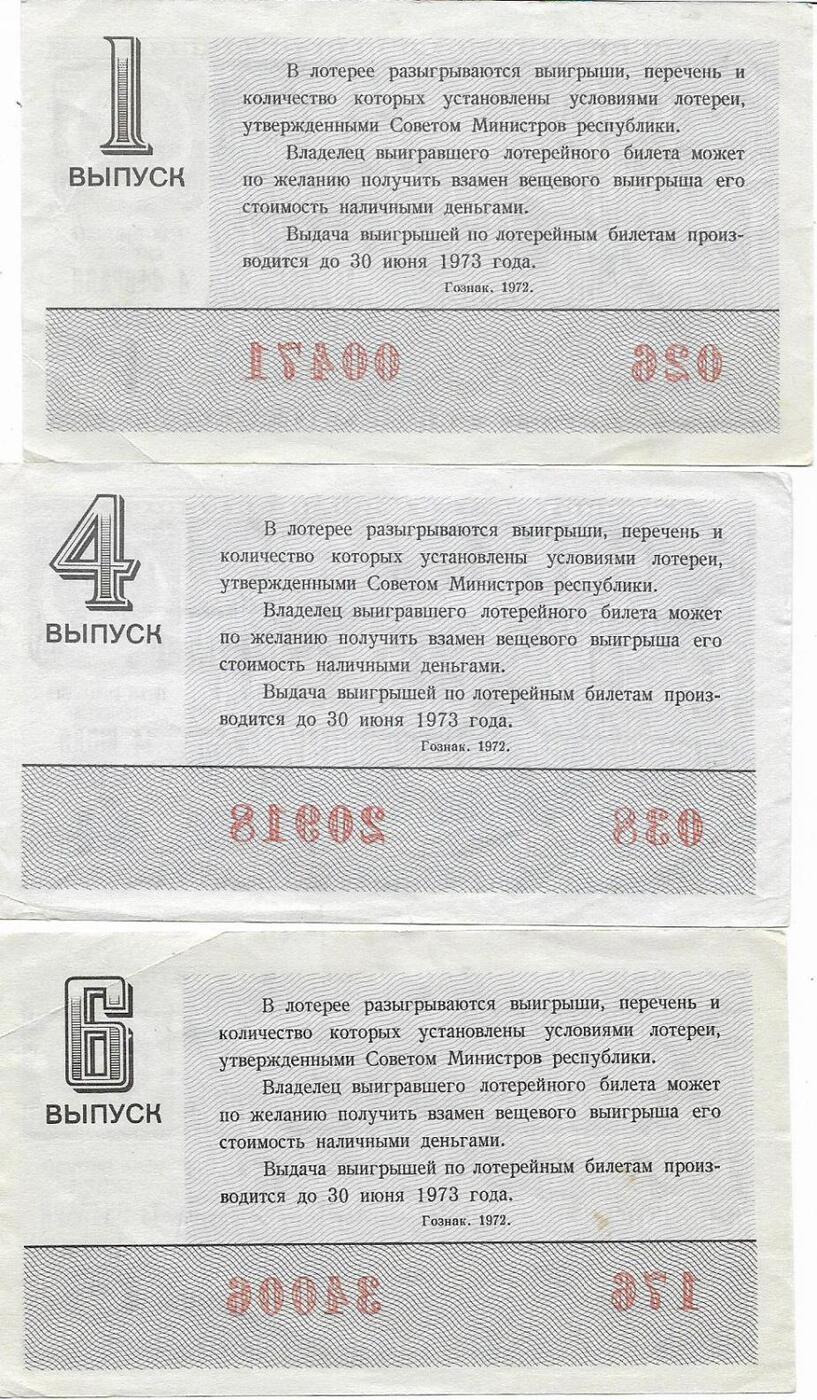 1
ВЫПУСК
В лотерее разыгрываются выигрыши, перечень и
количество которых установлены условиями лотереи,
утвержденными Советом Министров республики.
Владелец выигравшего лотерейного билета может
по желанию получить взамен вещевого выигрыша его
стоимость наличными деньгами.
Выдача выигрышей по лотерейным билетам произ-
водится до 30 июня 1973 года.
Гознак. 1972.
00471 026
4
ВЫПУСК
В лотерее разыгрываются выигрыши, перечень и
количество которых установлены условиями лотереи,
утвержденными Советом Министров республики.
Владелец выигравшего лотерейного билета может
по желанию получить взамен вещевого выигрыша его
стоимость наличными деньгами.
Выдача выигрышей по лотерейным билетам произ-
водится до 30 июня 1973 года.
Гознак. 1972.
20918 038
6
ВЫПУСК
В лотерее разыгрываются выигрыши, перечень и
количество которых установлены условиями лотереи,
утвержденными Советом Министров республики.
Владелец выигравшего лотерейного билета может
по желанию получить взамен вещевого выигрыша его
стоимость наличными деньгами.
Выдача выигрышей по лотерейным билетам произ-
водится до 30 июня 1973 года.
Гознак. 1972.
34006 176